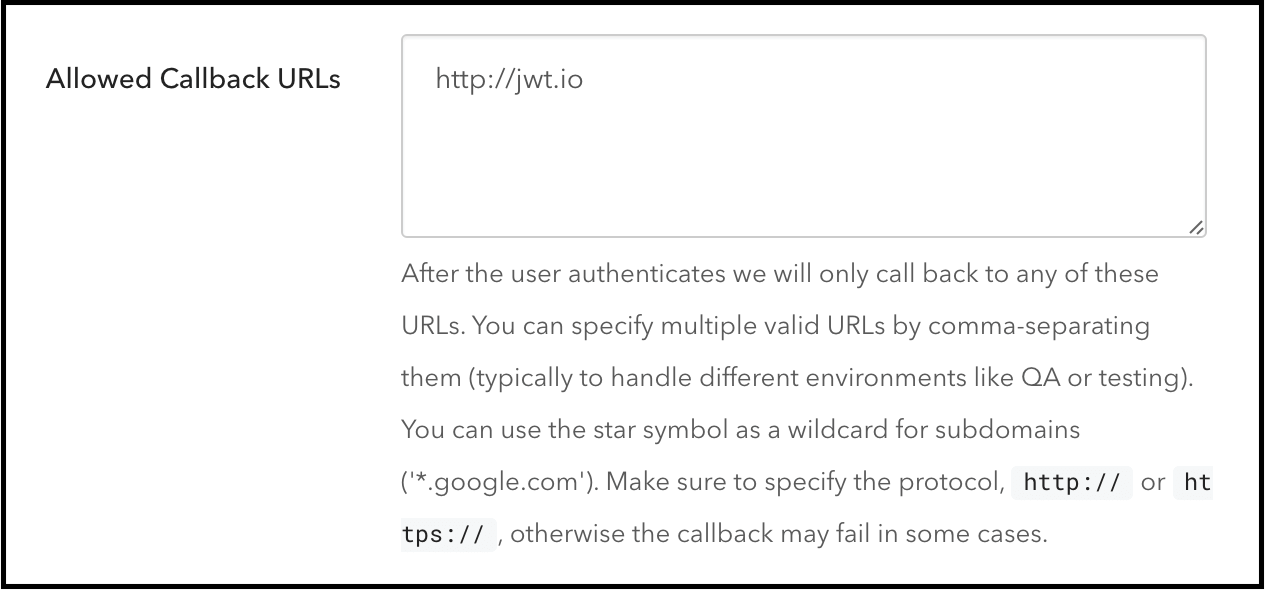 Allowed Callback URLs
http://jwt.io
After the user authenticates we will only call back to any of these
URLs. You can specify multiple valid URLs by comma-separating
them (typically to handle different environments like QA or testing).
You can use the star symbol as a wildcard for subdomains
('*.google.com'). Make sure to specify the protocol, http:// or ht
tps:// , otherwise the callback may fail in some cases.